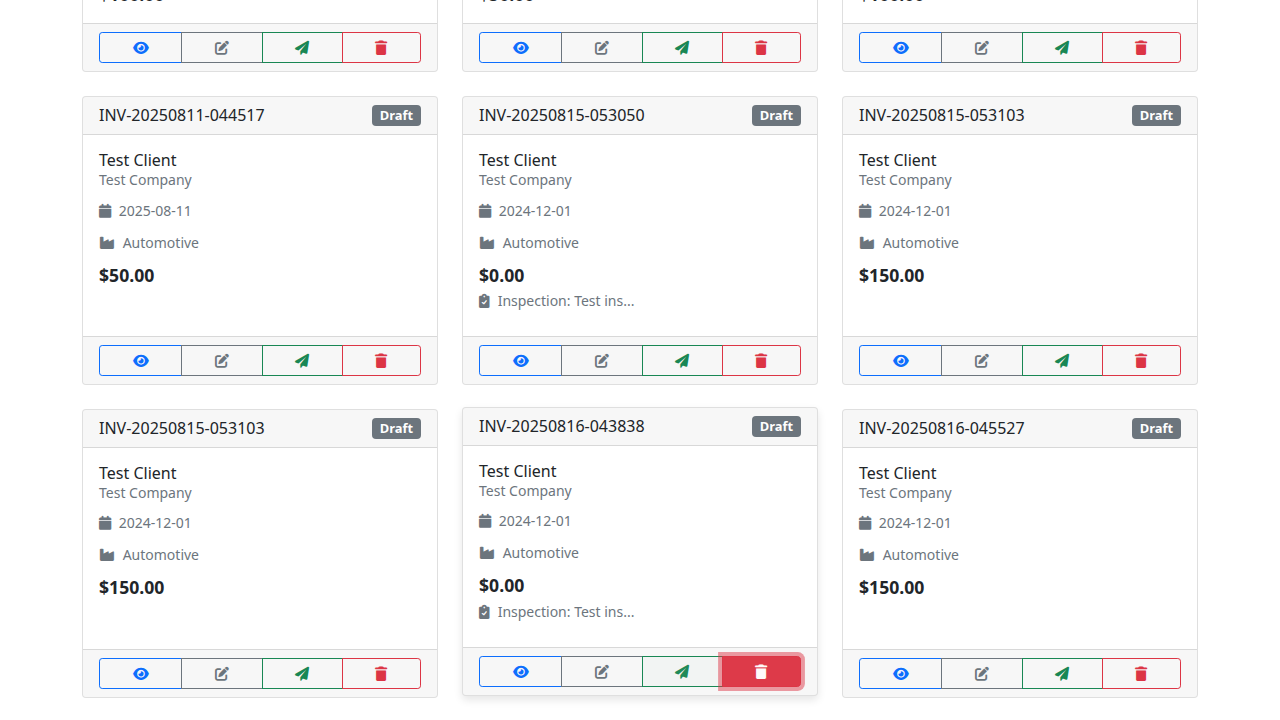 INV-20250811-044517 Draft
Test Client
Test Company
2025-08-11
Automotive
$50.00
INV-20250815-053050 Draft
Test Client
Test Company
2024-12-01
Automotive
$0.00
Inspection: Test ins...
INV-20250815-053103 Draft
Test Client
Test Company
2024-12-01
Automotive
$150.00
INV-20250815-053103 Draft
Test Client
Test Company
2024-12-01
Automotive
$150.00
INV-20250816-043838 Draft
Test Client
Test Company
2024-12-01
Automotive
$0.00
Inspection: Test ins...
INV-20250816-045527 Draft
Test Client
Test Company
2024-12-01
Automotive
$150.00